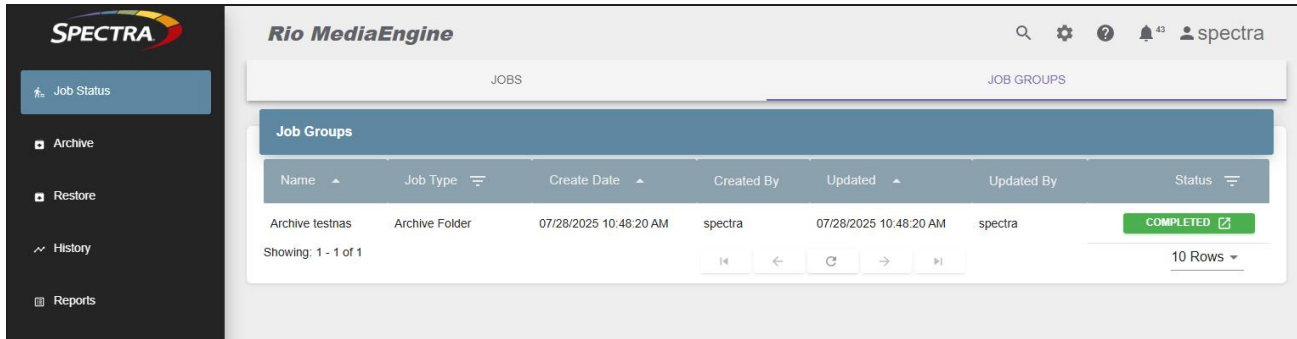 SPECTRA
Rio MediaEngine
43 spectra
Job Status
Archive
Restore
History
Reports
JOBS JOB GROUPS
Job Groups
Name Job Type Create Date Created By Updated Updated By Status
Archive testnas Archive Folder 07/28/2025 10:48:20 AM spectra 07/28/2025 10:48:20 AM spectra COMPLETED
Showing: 1 - 1 of 1 10 Rows